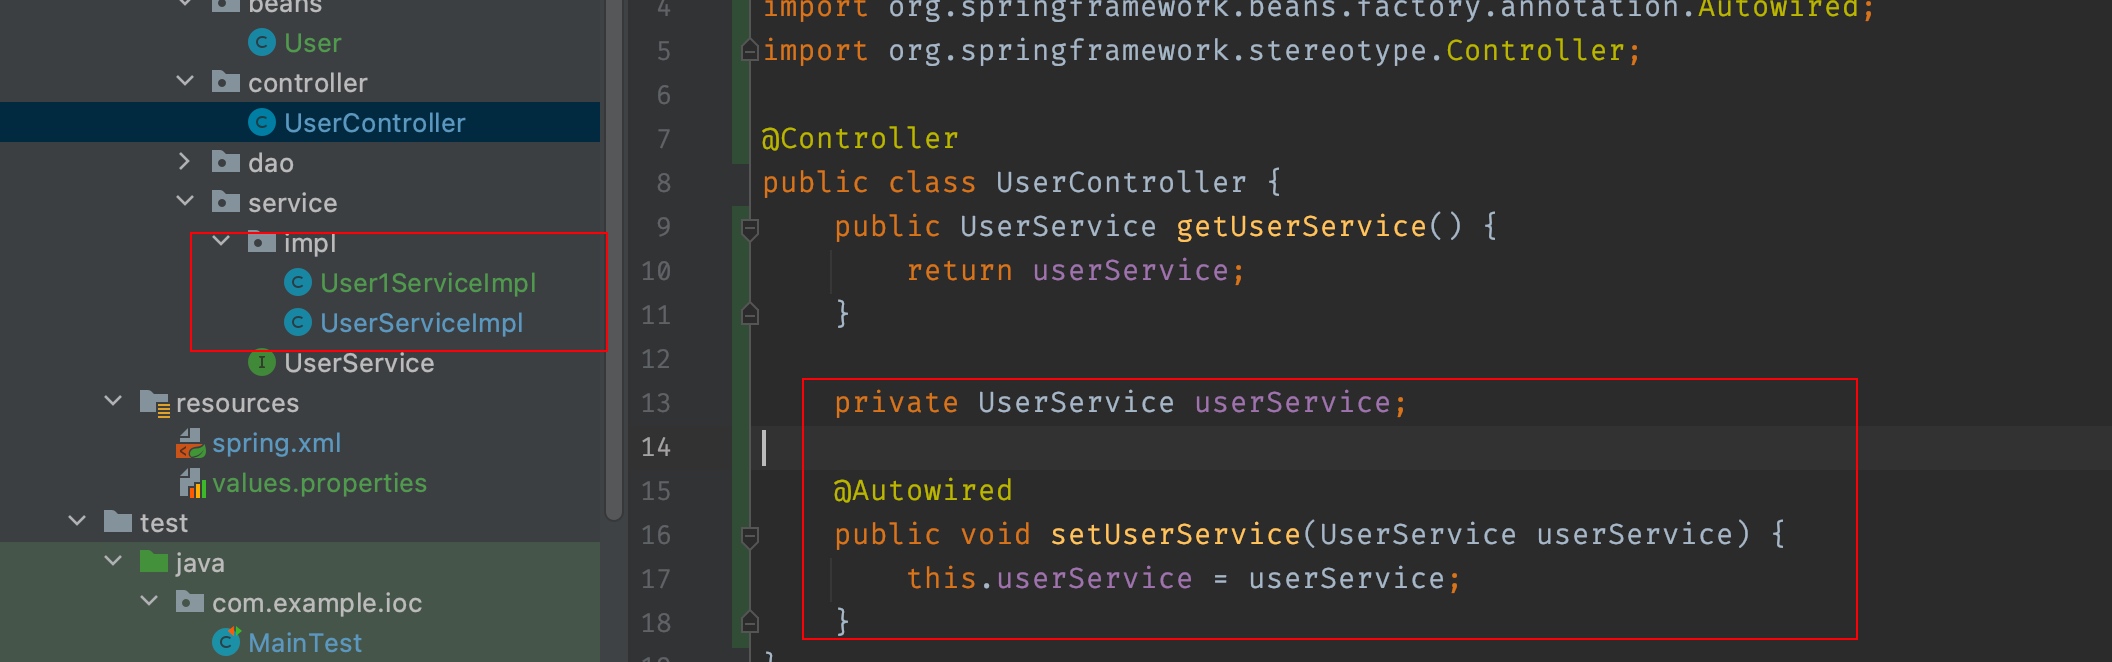 beans
User
controller
UserController
dao
service
impl
User1ServiceImpl
UserServiceImpl
UserService
resources
spring.xml
values.properties
test
java
com.example.ioc
MainTest
4 import org.springframework.beans.factory.annotation.Autowired;
5 import org.springframework.stereotype.Controller;
6
7 @Controller
8 public class UserController {
9 public UserService getUserService() {
10 return userService;
11 }
12
13 private UserService userService;
14
15 @Autowired
16 public void setUserService(UserService userService) {
17 this.userService = userService;
18 }
19 }